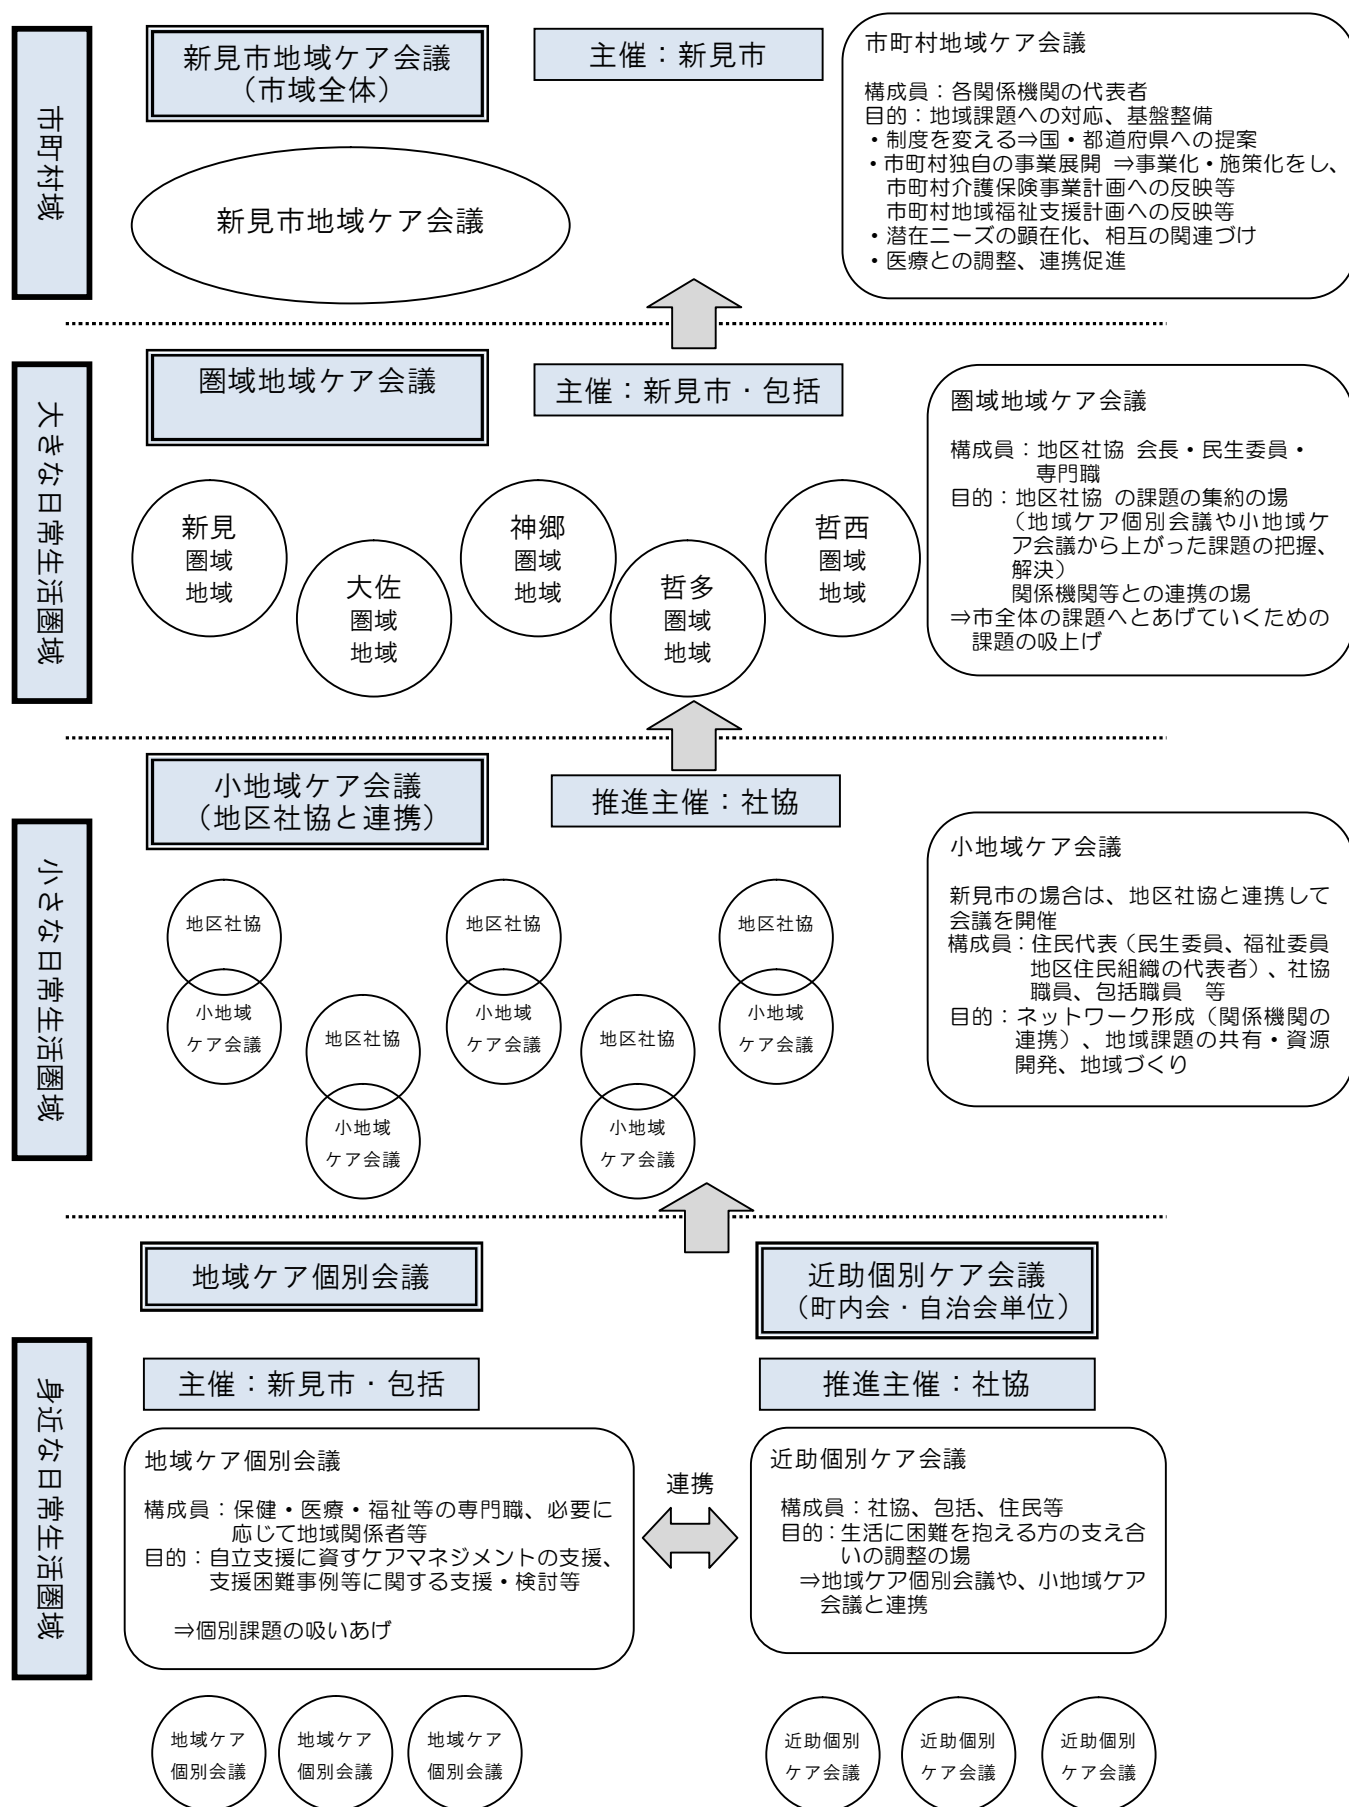 市町村域
新見市地域ケア会議
（市域全体）
主催：新見市
新見市地域ケア会議
市町村地域ケア会議
構成員：各関係機関の代表者
目的：地域課題への対応、基盤整備
・制度を変える⇒国・都道府県への提案
・市町村独自の事業展開 ⇒事業化・施策化をし、
市町村介護保険事業計画への反映等
市町村地域福祉支援計画への反映等
・潜在ニーズの顕在化、相互の関連づけ
・医療との調整、連携促進
大きな日常生活圏域
圏域地域ケア会議
主催：新見市・包括
新見
圏域
地域
大佐
圏域
地域
神郷
圏域
地域
哲多
圏域
地域
哲西
圏域
地域
圏域地域ケア会議
構成員：地区社協 会長・民生委員・
専門職
目的：地区社協 の課題の集約の場
（地域ケア個別会議や小地域ケ
ア会議から上がった課題の把握、
解決）
関係機関等との連携の場
⇒市全体の課題へとあげていくための
課題の吸上げ
小さな日常生活圏域
小地域ケア会議
（地区社協と連携）
推進主催：社協
地区社協
小地域
ケア会議
地区社協
小地域
ケア会議
地区社協
小地域
ケア会議
地区社協
小地域
ケア会議
地区社協
小地域
ケア会議
小地域ケア会議
新見市の場合は、地区社協と連携して
会議を開催
構成員：住民代表（民生委員、福祉委員
地区住民組織の代表者）、社協
職員、包括職員　等
目的：ネットワーク形成（関係機関の
連携）、地域課題の共有・資源
開発、地域づくり
身近な日常生活圏域
地域ケア個別会議
主催：新見市・包括
地域ケア個別会議
構成員：保健・医療・福祉等の専門職、必要に
応じて地域関係者等
目的：自立支援に資すケアマネジメントの支援、
支援困難事例等に関する支援・検討等
⇒個別課題の吸いあげ
連携
近助個別ケア会議
（町内会・自治会単位）
推進主催：社協
近助個別ケア会議
構成員：社協、包括、住民等
目的：生活に困難を抱える方の支え合
いの調整の場
⇒地域ケア個別会議や、小地域ケア
会議と連携
地域ケア
個別会議
地域ケア
個別会議
地域ケア
個別会議
近助個別
ケア会議
近助個別
ケア会議
近助個別
ケア会議